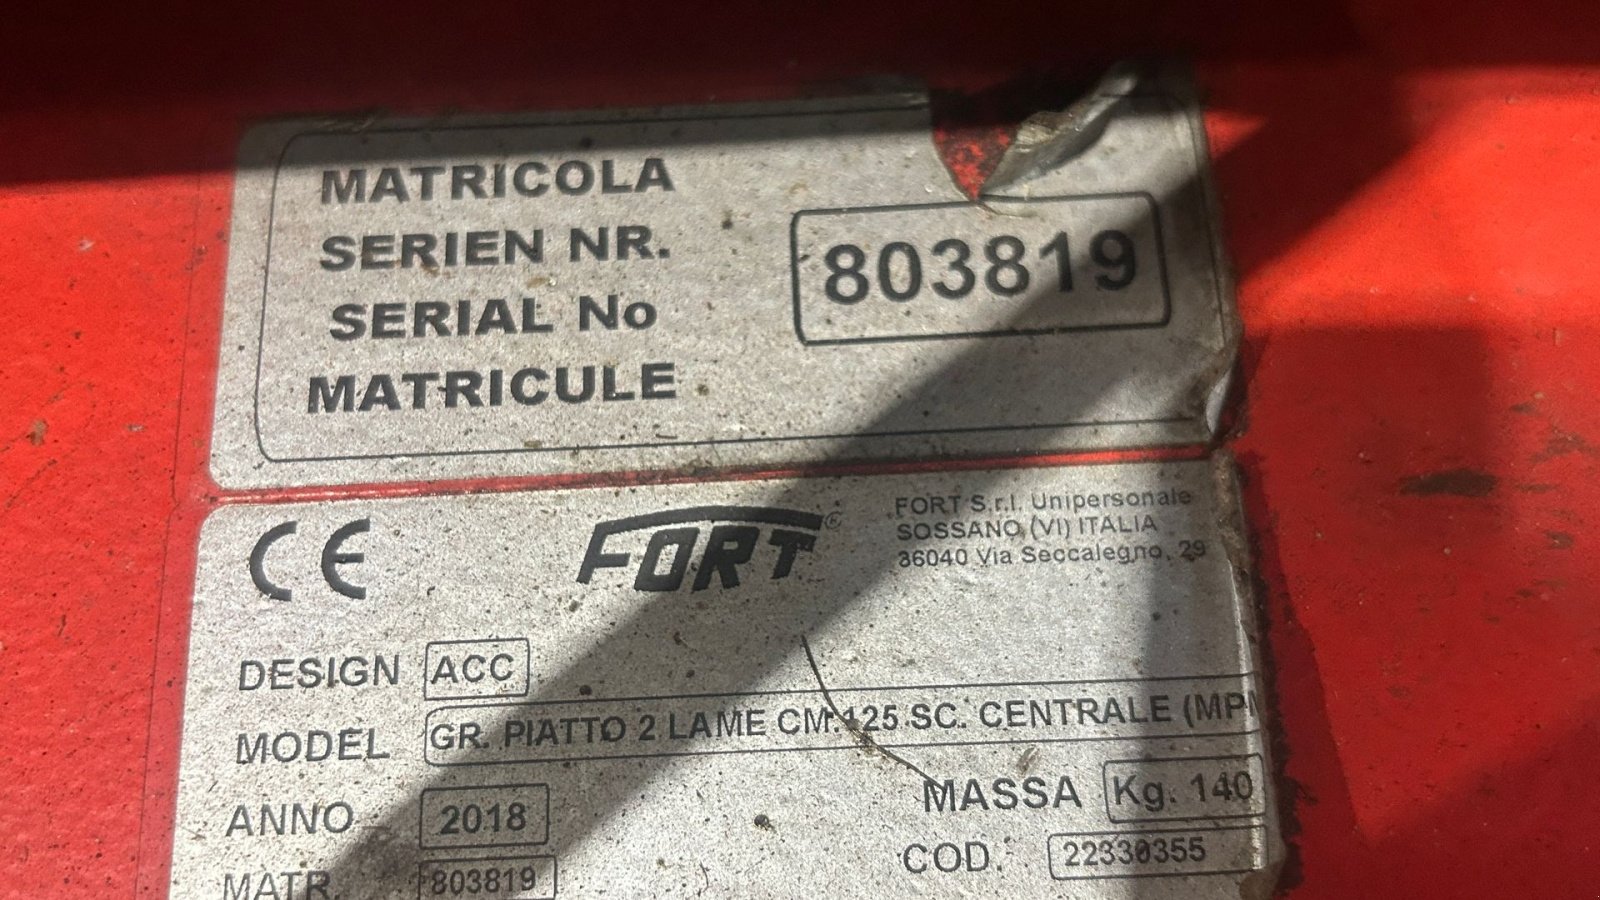 MATRICOLA
SERIEN NR.
SERIAL No
MATRICULE
803819
CE
FORT®
FORT S.r.l. Unipersonale
SOSSANO (VI) ITALIA
36040 Via Seccalegno, 29
DESIGN ACC
MODEL GR. PIATTO 2 LAME CM. 125 SC. CENTRALE (MPM
ANNO 2018
MASSA Kg. 140
MATR. 803819
COD. 22330355